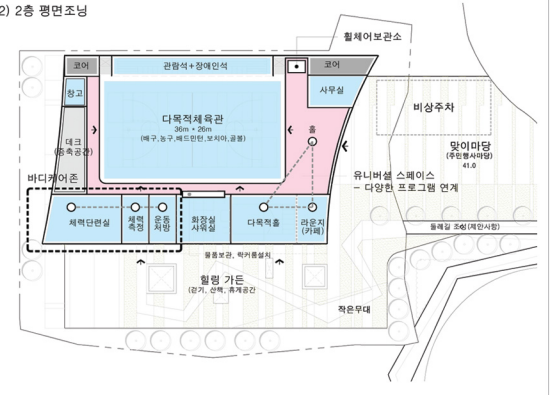 2) 2층 평면조닝
휠체어보관소
코어
관람석+장애인석
코어
창고
사무실
다목적체육관
36m * 26m
(배구,농구,배드민턴,보치아,골볼)
홀
비상주차
데크
(증축공간)
맞이마당
(주민행사마당)
41.0
바디케어존
유니버설 스페이스
- 다양한 프로그램 연계
체력단련실
체력
측정
운동
처방
화장실
샤워실
다목적홀
라운지
(카페)
둘레길 조성(제안사항)
물품보관, 락커룸설치
힐링 가든
(걷기, 산책, 휴게공간)
작은무대